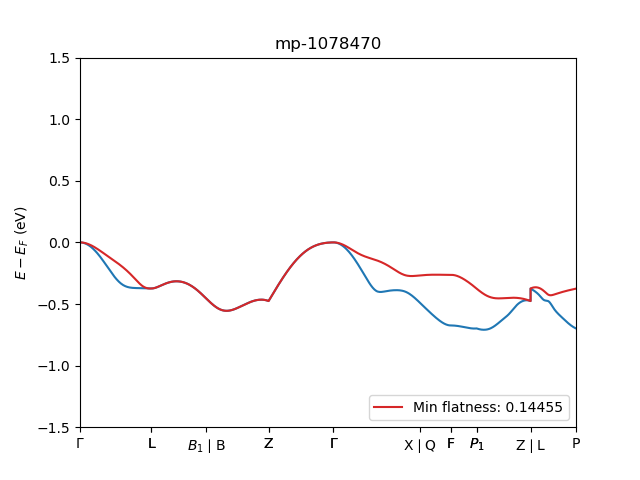 mp-1078470
1.5
1.0
0.5
0.0
−0.5
−1.0
−1.5
E − E_F (eV)
Min flatness: 0.14455
Γ L B₁ | B Z Γ X | Q F P₁ Z | L P